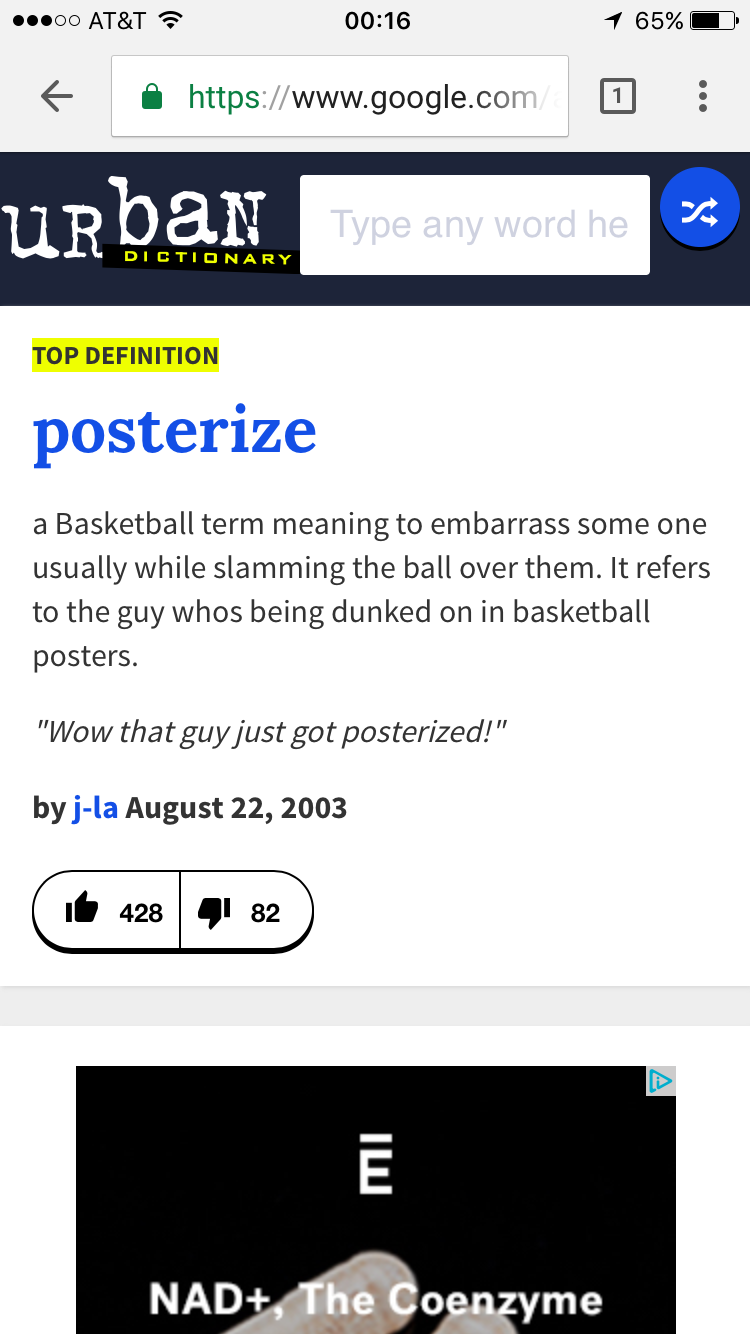 AT&T 00:16 65%
https://www.google.com/
1
urban
DICTIONARY
Type any word he
TOP DEFINITION
posterize
a Basketball term meaning to embarrass some one
usually while slamming the ball over them. It refers
to the guy whos being dunked on in basketball
posters.
"Wow that guy just got posterized!"
by j-la August 22, 2003
428 82
Ē
NAD+, The Coenzyme